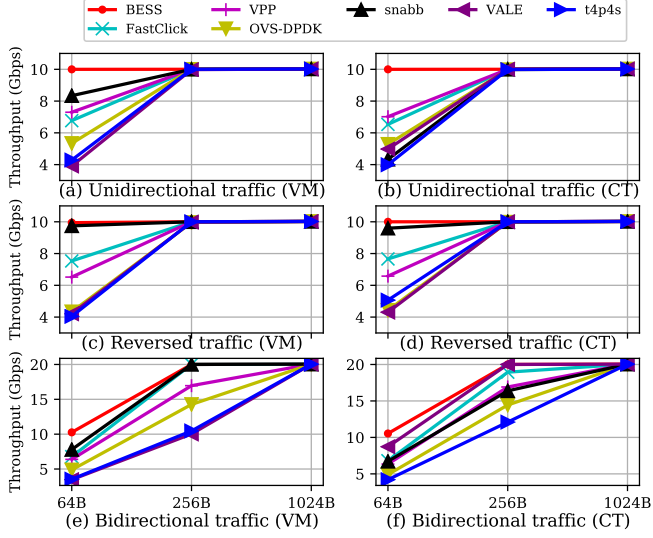 BESS VPP snabb VALE t4p4s
FastClick OVS-DPDK
Throughput (Gbps)
10
8
6
4
(a) Unidirectional traffic (VM)
10
8
6
4
(b) Unidirectional traffic (CT)
Throughput (Gbps)
10
8
6
4
(c) Reversed traffic (VM)
10
8
6
4
(d) Reversed traffic (CT)
Throughput (Gbps)
20
15
10
5
64B 256B 1024B
(e) Bidirectional traffic (VM)
20
15
10
5
64B 256B 1024B
(f) Bidirectional traffic (CT)